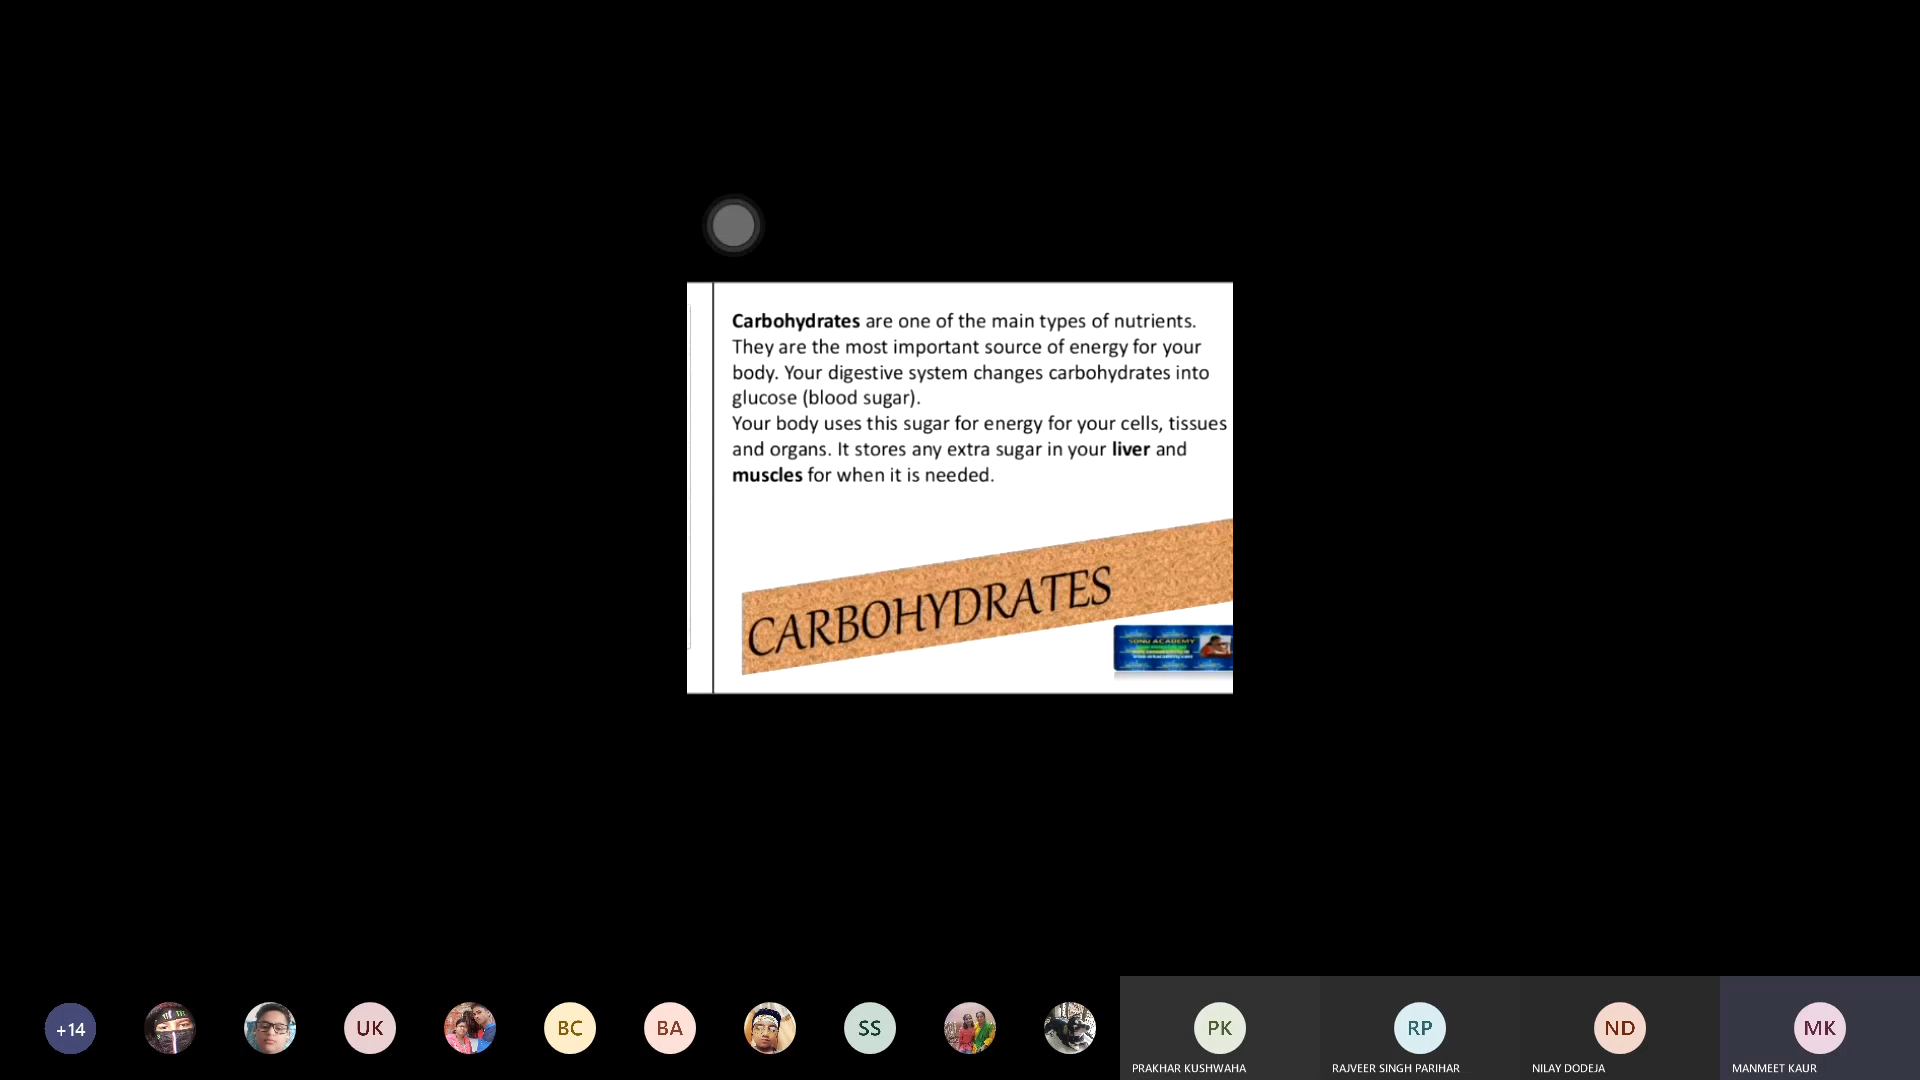 Carbohydrates are one of the main types of nutrients.
They are the most important source of energy for your
body. Your digestive system changes carbohydrates into
glucose (blood sugar).
Your body uses this sugar for energy for your cells, tissues
and organs. It stores any extra sugar in your liver and
muscles for when it is needed.
CARBOHYDRATES
SONU ACADEMY
+14
UK
BC
BA
SS
PK
RP
ND
MK
PRAKHAR KUSHWAHA
RAJVEER SINGH PARIHAR
NILAY DODEJA
MANMEET KAUR